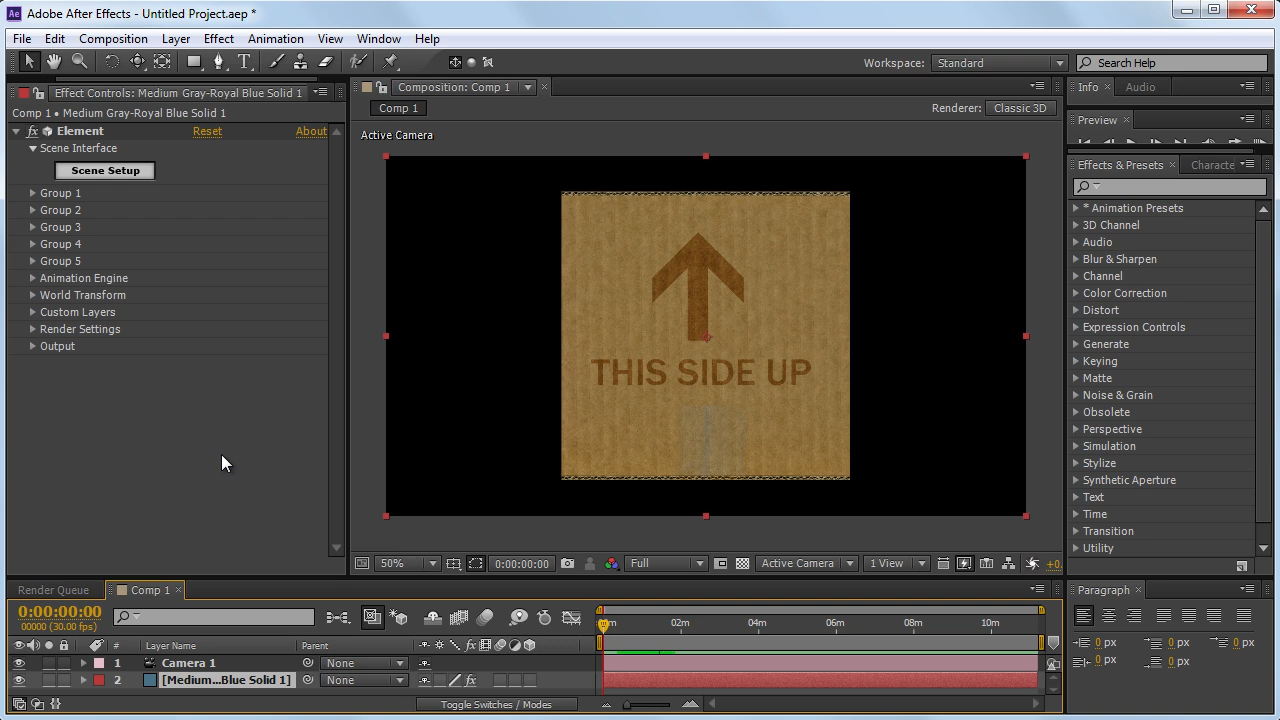 Adobe After Effects - Untitled Project.aep *
File Edit Composition Layer Effect Animation View Window Help
Workspace: Standard Search Help
Effect Controls: Medium Gray-Royal Blue Solid 1
Composition: Comp 1
Info Audio
Comp 1 • Medium Gray-Royal Blue Solid 1
Comp 1
Renderer: Classic 3D
Preview
fx Element Reset About
Active Camera
Scene Interface
Scene Setup
Effects & Presets Characte
Group 1
Group 2
Group 3
Group 4
Group 5
Animation Engine
World Transform
Custom Layers
Render Settings
Output
THIS SIDE UP
* Animation Presets
3D Channel
Audio
Blur & Sharpen
Channel
Color Correction
Distort
Expression Controls
Generate
Keying
Matte
Noise & Grain
Obsolete
Perspective
Simulation
Stylize
Synthetic Aperture
Text
Time
Transition
Utility
50% 0:00:00:00 Full Active Camera 1 View +0.
Render Queue Comp 1
Paragraph
0:00:00:00
00000 (30.00 fps)
02m 04m 06m 08m 10m
# Layer Name Parent
1 Camera 1 None
2 [Medium...Blue Solid 1] None
0 px 0 px 0 px
0 px 0 px
Toggle Switches / Modes